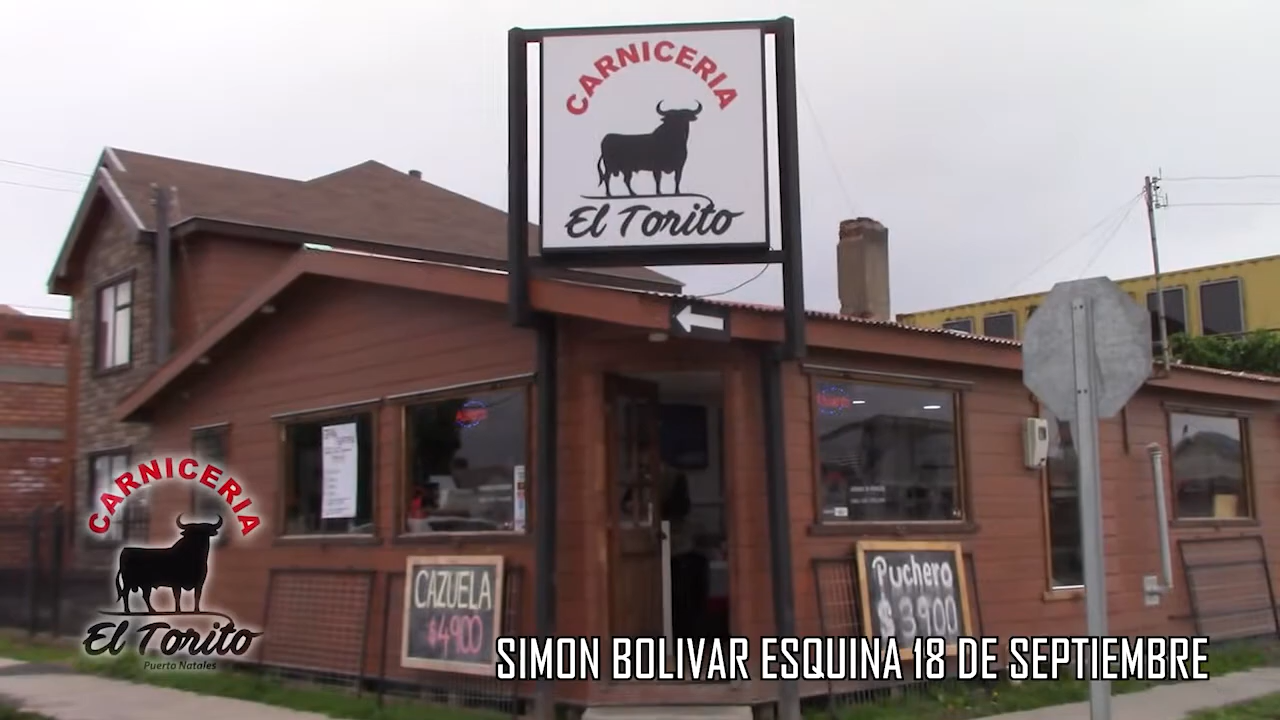 CARNICERIA
El Torito
CAZUELA
$4900
Puchero
$3900
CARNICERIA
El Torito
Puerto Natales
SIMON BOLIVAR ESQUINA 18 DE SEPTIEMBRE